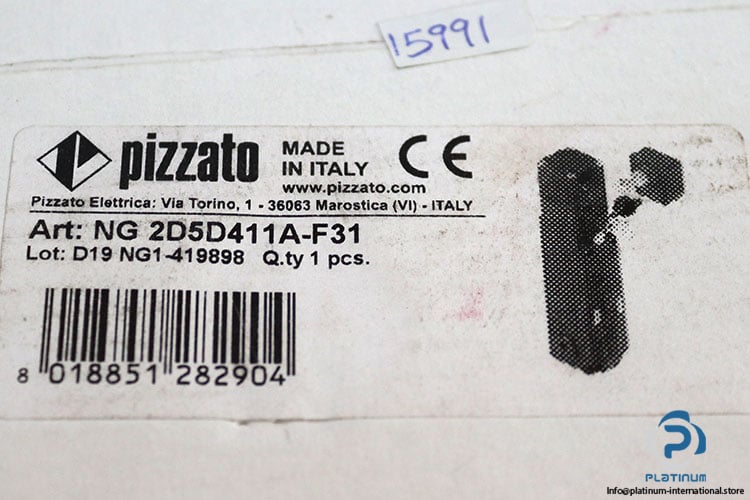 15991
pizzato
MADE
IN ITALY
CE
www.pizzato.com
Pizzato Elettrica: Via Torino, 1 - 36063 Marostica (VI) - ITALY
Art: NG 2D5D411A-F31
Lot: D19 NG1-419898 Q.ty 1 pcs.
8 018851 282904
PLATINUM
Info@platinum-international.store